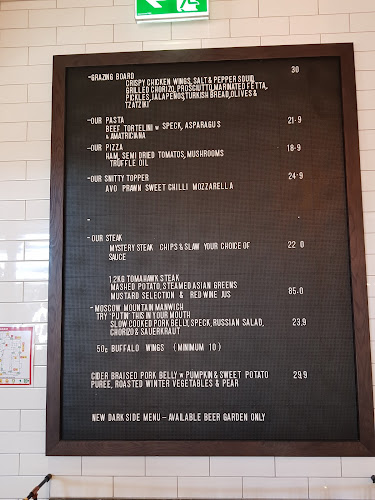 -GRAZING BOARD 30
CRISPY CHICKEN WINGS, SALT & PEPPER SQUID,
GRILLED CHORIZO, PROSCIUTTO, MARINATED FETTA,
PICKLES, JALAPENOS, TURKISH BREAD, OLIVES &
TZATZIKI
-OUR PASTA 21·9
BEEF TORTELINI w SPECK, ASPARAGUS
& AMATRICIANA
-OUR PIZZA 18·9
HAM, SEMI DRIED TOMATOS, MUSHROOMS
TRUFFLE OIL
-OUR SNITTY TOPPER 24·9
AVO PRAWN SWEET CHILLI MOZZARELLA
-
-OUR STEAK
MYSTERY STEAK CHIPS & SLAW YOUR CHOICE OF 22 0
SAUCE
1.2KG TOMAHAWK STEAK
MASHED POTATO, STEAMED ASIAN GREENS
MUSTARD SELECTION & RED WINE JUS 85.0
- MOSCOW MOUNTAIN MANWICH
TRY "PUTIN" THIS IN YOUR MOUTH
SLOW COOKED PORK BELLY, SPECK, RUSSIAN SALAD, 23.9
CHORIZO & SAUERKRAUT
50c BUFFALO WINGS (MINIMUM 10)
CIDER BRAISED PORK BELLY w PUMPKIN & SWEET POTATO 29.9
PUREE, ROASTED WINTER VEGETABLES & PEAR
NEW DARK SIDE MENU - AVAILABLE BEER GARDEN ONLY